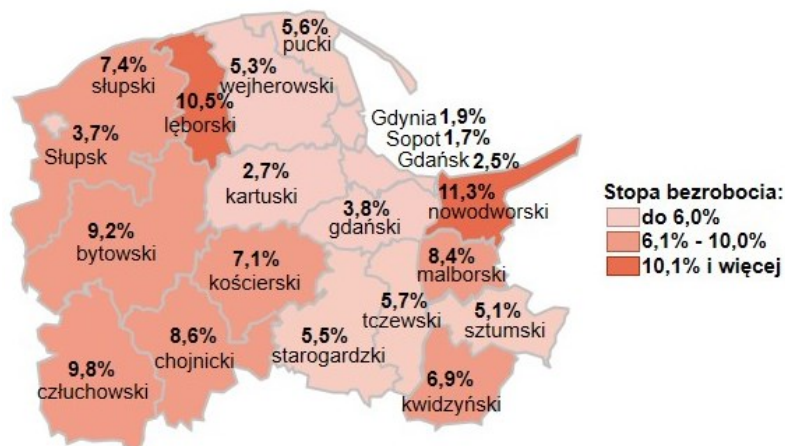 5,6%
pucki
7,4%
słupski
5,3%
wejherowski
10,5%
lęborski
Gdynia 1,9%
Sopot 1,7%
Gdańsk 2,5%
3,7%
Słupsk
2,7%
kartuski
11,3%
nowodworski
3,8%
gdański
9,2%
bytowski
7,1%
kościerski
8,4%
malborski
5,7%
tczewski
5,1%
sztumski
5,5%
starogardzki
8,6%
chojnicki
9,8%
człuchowski
6,9%
kwidzyński
Stopa bezrobocia:
do 6,0%
6,1% - 10,0%
10,1% i więcej